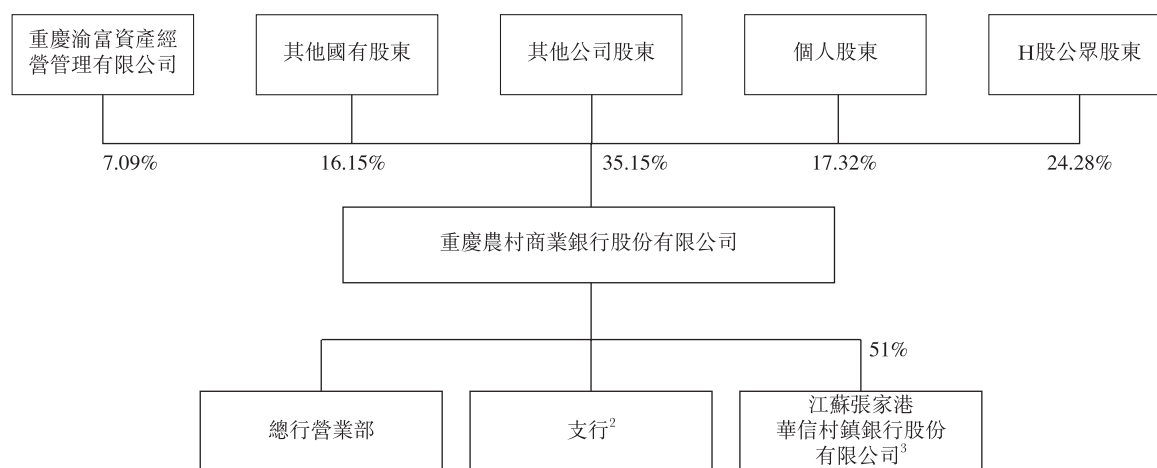 重慶渝富資產經
營管理有限公司
其他國有股東
其他公司股東
個人股東
H股公眾股東
7.09%
16.15%
35.15%
17.32%
24.28%
重慶農村商業銀行股份有限公司
51%
總行營業部
支行2
江蘇張家港
華信村鎮銀行股份
有限公司3